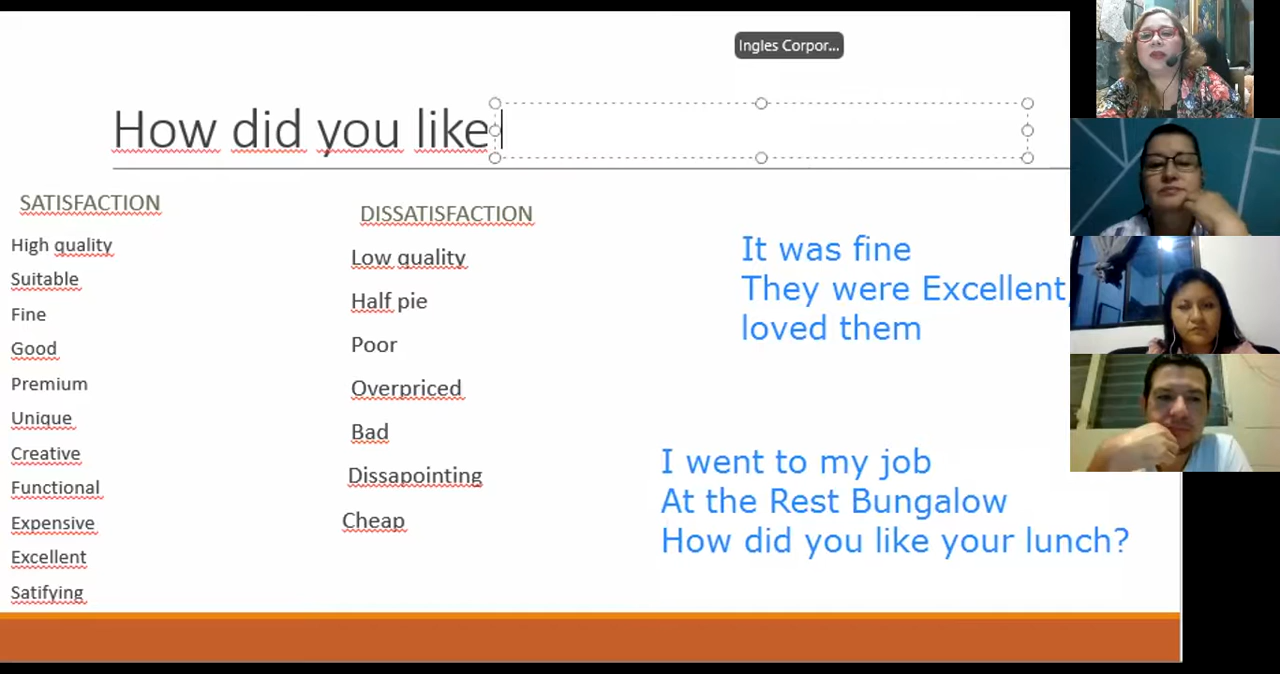 Ingles Corpor...
How did you like
SATISFACTION
High quality
Suitable
Fine
Good
Premium
Unique
Creative
Functional
Expensive
Excellent
Satifying
DISSATISFACTION
Low quality
Half pie
Poor
Overpriced
Bad
Dissapointing
Cheap
It was fine
They were Excellent,
loved them
I went to my job
At the Rest Bungalow
How did you like your lunch?